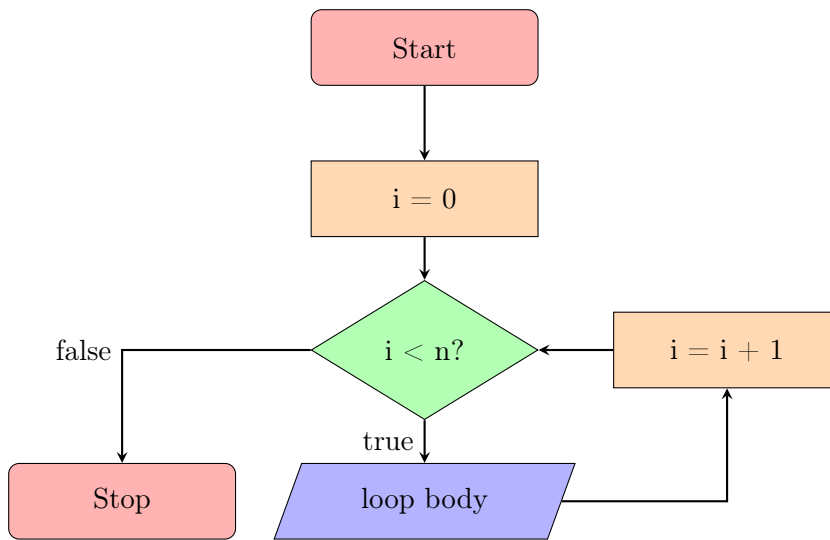 Start
i = 0
i < n?
i = i + 1
false
true
Stop
loop body